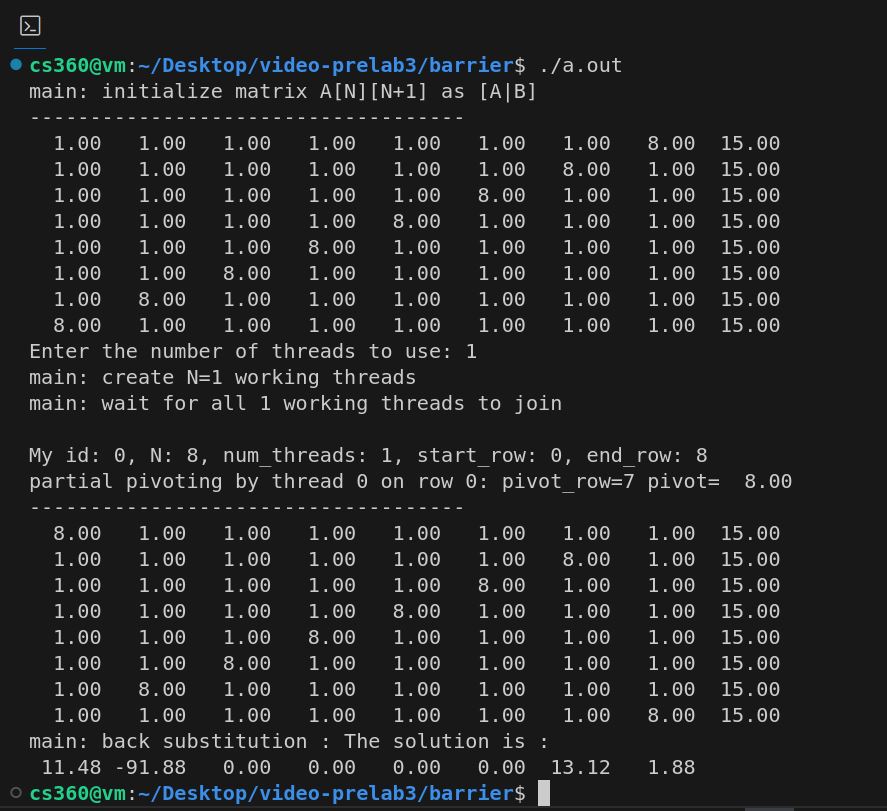 cs360@vm:~/Desktop/video-prelab3/barrier$ ./a.out
main: initialize matrix A[N][N+1] as [A|B]
------------------------------------
  1.00   1.00   1.00   1.00   1.00   1.00   1.00   8.00  15.00
  1.00   1.00   1.00   1.00   1.00   1.00   8.00   1.00  15.00
  1.00   1.00   1.00   1.00   1.00   8.00   1.00   1.00  15.00
  1.00   1.00   1.00   1.00   8.00   1.00   1.00   1.00  15.00
  1.00   1.00   1.00   8.00   1.00   1.00   1.00   1.00  15.00
  1.00   1.00   8.00   1.00   1.00   1.00   1.00   1.00  15.00
  1.00   8.00   1.00   1.00   1.00   1.00   1.00   1.00  15.00
  8.00   1.00   1.00   1.00   1.00   1.00   1.00   1.00  15.00
Enter the number of threads to use: 1
main: create N=1 working threads
main: wait for all 1 working threads to join
My id: 0, N: 8, num_threads: 1, start_row: 0, end_row: 8
partial pivoting by thread 0 on row 0: pivot_row=7 pivot=  8.00
------------------------------------
  8.00   1.00   1.00   1.00   1.00   1.00   1.00   1.00  15.00
  1.00   1.00   1.00   1.00   1.00   1.00   8.00   1.00  15.00
  1.00   1.00   1.00   1.00   1.00   8.00   1.00   1.00  15.00
  1.00   1.00   1.00   1.00   8.00   1.00   1.00   1.00  15.00
  1.00   1.00   1.00   8.00   1.00   1.00   1.00   1.00  15.00
  1.00   1.00   8.00   1.00   1.00   1.00   1.00   1.00  15.00
  1.00   8.00   1.00   1.00   1.00   1.00   1.00   1.00  15.00
  1.00   1.00   1.00   1.00   1.00   1.00   1.00   8.00  15.00
main: back substitution : The solution is :
 11.48 -91.88   0.00   0.00   0.00   0.00  13.12   1.88
cs360@vm:~/Desktop/video-prelab3/barrier$